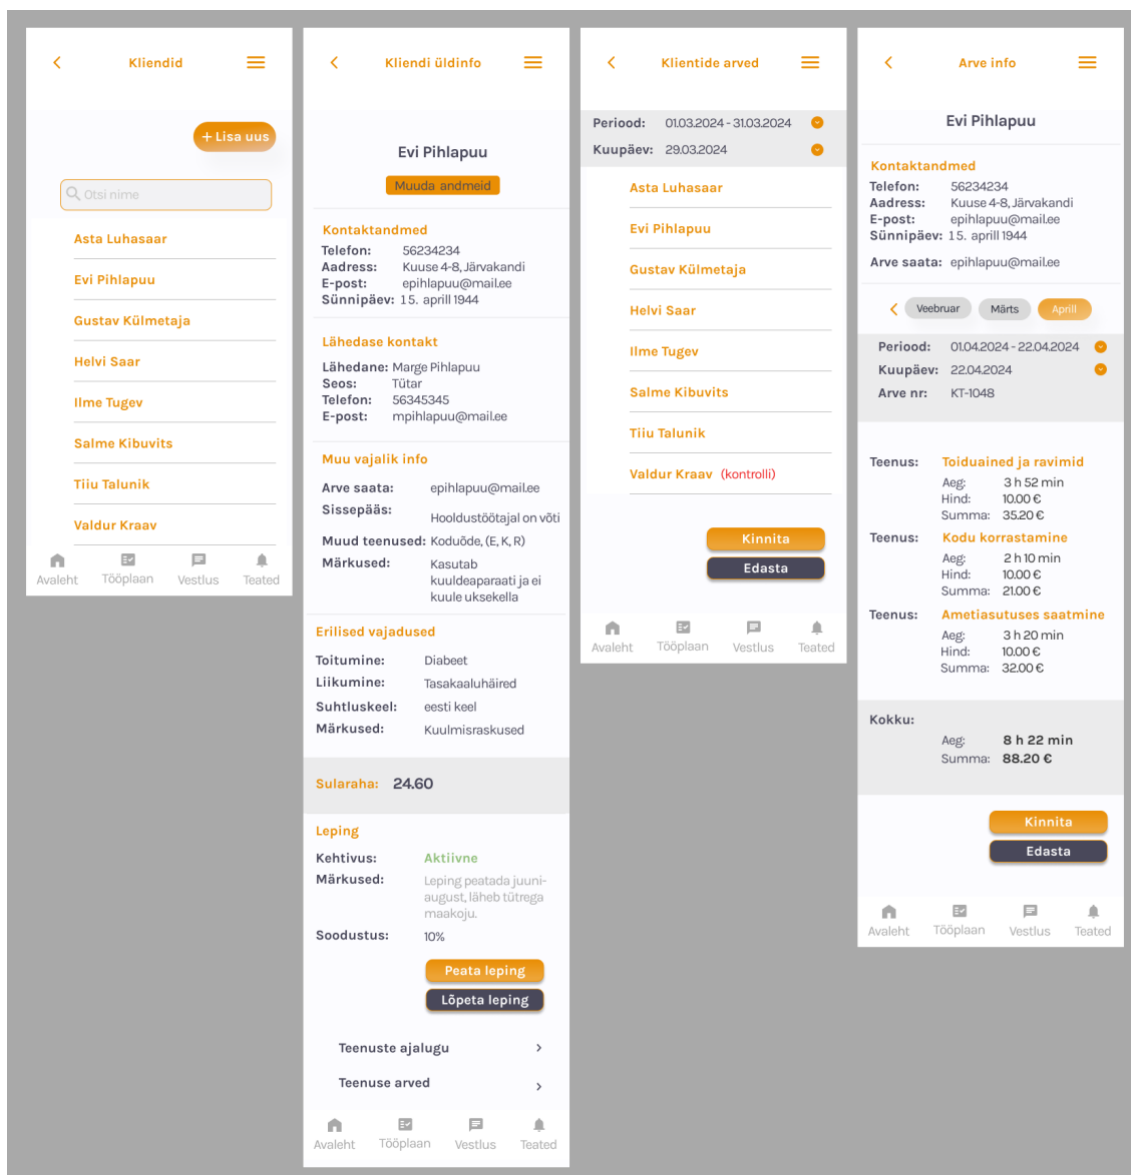 Kliendid
+ Lisa uus
Otsi nime
Asta Luhasaar
Evi Pihlapuu
Gustav Külmetaja
Helvi Saar
Ilme Tugev
Salme Kibuvits
Tiiu Talunik
Valdur Kraav
Avaleht Tööplaan Vestlus Teated
Kliendi üldinfo
Evi Pihlapuu
Muuda andmeid
Kontaktandmed
Telefon: 56234234
Aadress: Kuuse 4-8, Järvakandi
E-post: epihlapuu@mail.ee
Sünnipäev: 15. aprill 1944
Lähedase kontakt
Lähedane: Marge Pihlapuu
Seos: Tütar
Telefon: 56345345
E-post: mpihlapuu@mail.ee
Muu vajalik info
Arve saata: epihlapuu@mail.ee
Sissepääs: Hooldustöötajal on võti
Muud teenused: Koduõde, (E, K, R)
Märkused: Kasutab
kuuldeaparaati ja ei
kuule uksekella
Erilised vajadused
Toitumine: Diabeet
Liikumine: Tasakaaluhäired
Suhtluskeel: eesti keel
Märkused: Kuulmisraskused
Sularaha: 24.60
Leping
Kehtivus: Aktiivne
Märkused: Leping peatada juuni-
august, läheb tütrega
maakoju.
Soodustus: 10%
Peata leping
Lõpeta leping
Teenuste ajalugu
Teenuse arved
Avaleht Tööplaan Vestlus Teated
Klientide arved
Periood: 01.03.2024 - 31.03.2024
Kuupäev: 29.03.2024
Asta Luhasaar
Evi Pihlapuu
Gustav Külmetaja
Helvi Saar
Ilme Tugev
Salme Kibuvits
Tiiu Talunik
Valdur Kraav (kontrolli)
Kinnita
Edasta
Avaleht Tööplaan Vestlus Teated
Arve info
Evi Pihlapuu
Kontaktandmed
Telefon: 56234234
Aadress: Kuuse 4-8, Järvakandi
E-post: epihlapuu@mail.ee
Sünnipäev: 15. aprill 1944
Arve saata: epihlapuu@mail.ee
Veebruar Märts Aprill
Periood: 01.04.2024 - 22.04.2024
Kuupäev: 22.04.2024
Arve nr: KT-1048
Teenus: Toiduained ja ravimid
Aeg: 3 h 52 min
Hind: 10.00 €
Summa: 35.20 €
Teenus: Kodu korrastamine
Aeg: 2 h 10 min
Hind: 10.00 €
Summa: 21.00 €
Teenus: Ametiasutuses saatmine
Aeg: 3 h 20 min
Hind: 10.00 €
Summa: 32.00 €
Kokku:
Aeg: 8 h 22 min
Summa: 88.20 €
Kinnita
Edasta
Avaleht Tööplaan Vestlus Teated